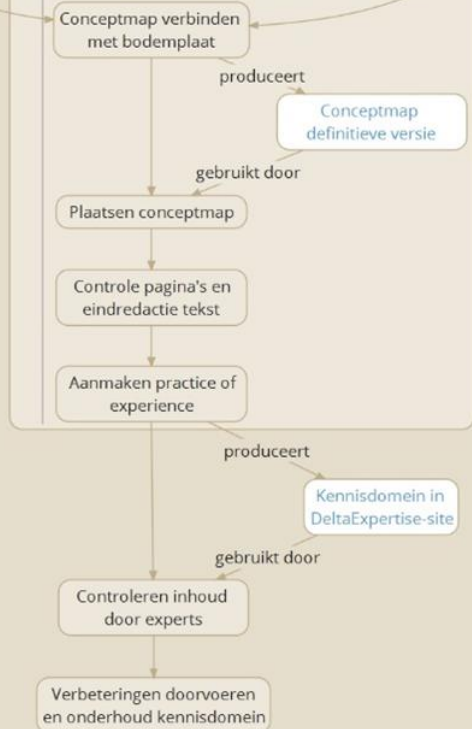 Conceptmap verbinden
met bodemplaat
produceert
Conceptmap
definitieve versie
gebruikt door
Plaatsen conceptmap
Controle pagina's en
eindredactie tekst
Aanmaken practice of
experience
produceert
Kennisdomein in
DeltaExpertise-site
gebruikt door
Controleren inhoud
door experts
Verbeteringen doorvoeren
en onderhoud kennisdomein